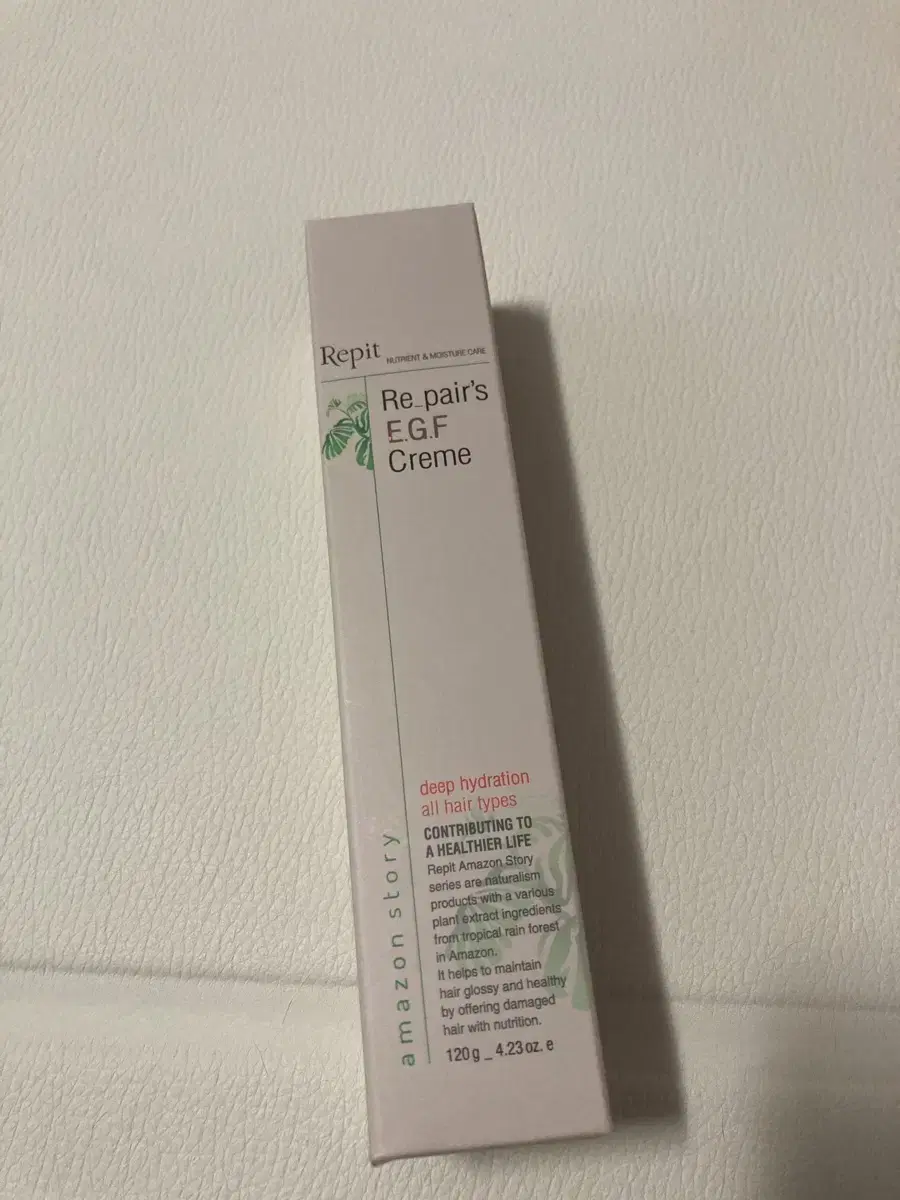 Repit NUTRIENT & MOISTURE CARE
Re_pair's
E.G.F
Creme
deep hydration
all hair types
CONTRIBUTING TO
A HEALTHIER LIFE
Repit Amazon Story
series are naturalism
products with a various
plant extract ingredients
from tropical rain forest
in Amazon.
It helps to maintain
hair glossy and healthy
by offering damaged
hair with nutrition.
120g _ 4.23 oz. e
amazon story